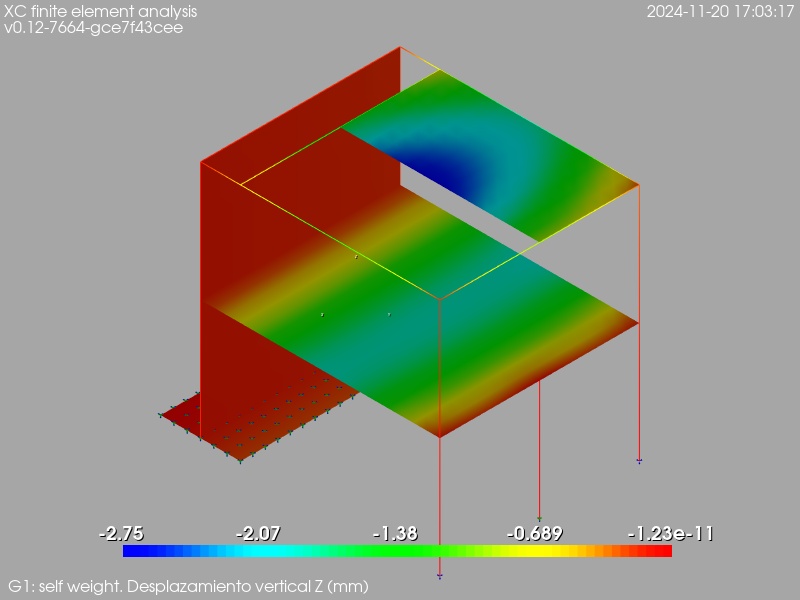 XC finite element analysis
v0.12-7664-gce7f43cee
2024-11-20 17:03:17
-2.75 -2.07 -1.38 -0.689 -1.23e-11
G1: self weight. Desplazamiento vertical Z (mm)